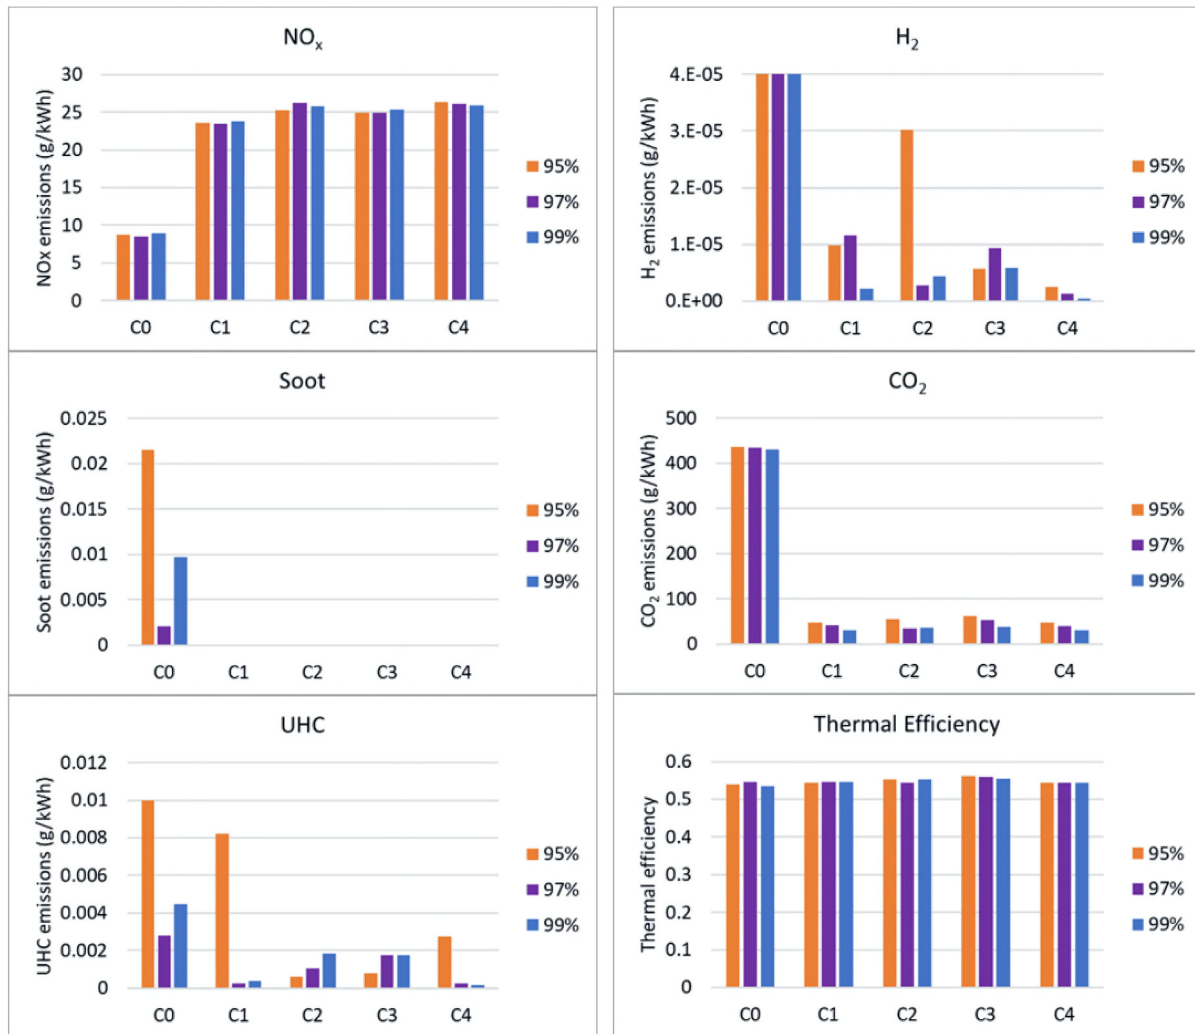 NOx
NOx emissions (g/kWh)
30
25
20
15
10
5
0
C0 C1 C2 C3 C4
95%
97%
99%
H2
H2 emissions (g/kWh)
4.E-05
3.E-05
2.E-05
1.E-05
0.E+00
C0 C1 C2 C3 C4
95%
97%
99%
Soot
Soot emissions (g/kWh)
0.025
0.02
0.015
0.01
0.005
0
C0 C1 C2 C3 C4
95%
97%
99%
CO2
CO2 emissions (g/kWh)
500
400
300
200
100
0
C0 C1 C2 C3 C4
95%
97%
99%
UHC
UHC emissions (g/kWh)
0.012
0.01
0.008
0.006
0.004
0.002
0
C0 C1 C2 C3 C4
95%
97%
99%
Thermal Efficiency
Thermal efficiency
0.6
0.5
0.4
0.3
0.2
0.1
0
C0 C1 C2 C3 C4
95%
97%
99%